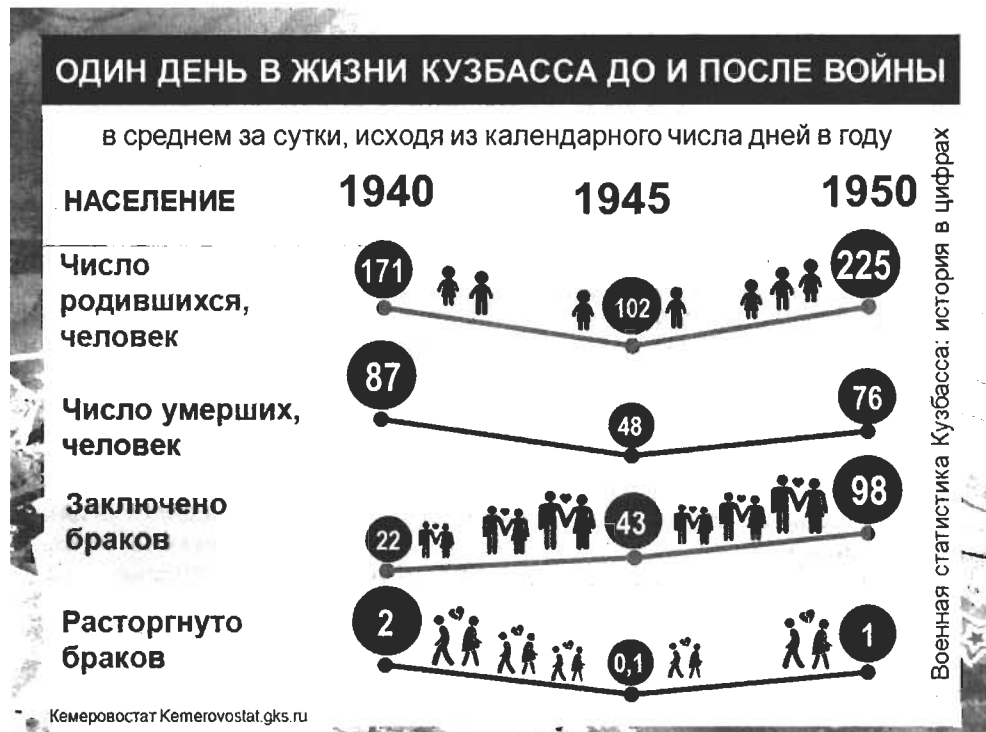 ОДИН ДЕНЬ В ЖИЗНИ КУЗБАССА ДО И ПОСЛЕ ВОЙНЫ
в среднем за сутки, исходя из календарного числа дней в году
НАСЕЛЕНИЕ
1940
1945
1950
Число
родившихся,
человек
171
102
225
Число умерших,
человек
87
48
76
Заключено
браков
22
43
98
Расторгнуто
браков
2
0,1
1
Кемеровостат Kemerovostat.gks.ru
Военная статистика Кузбасса: история в цифрах